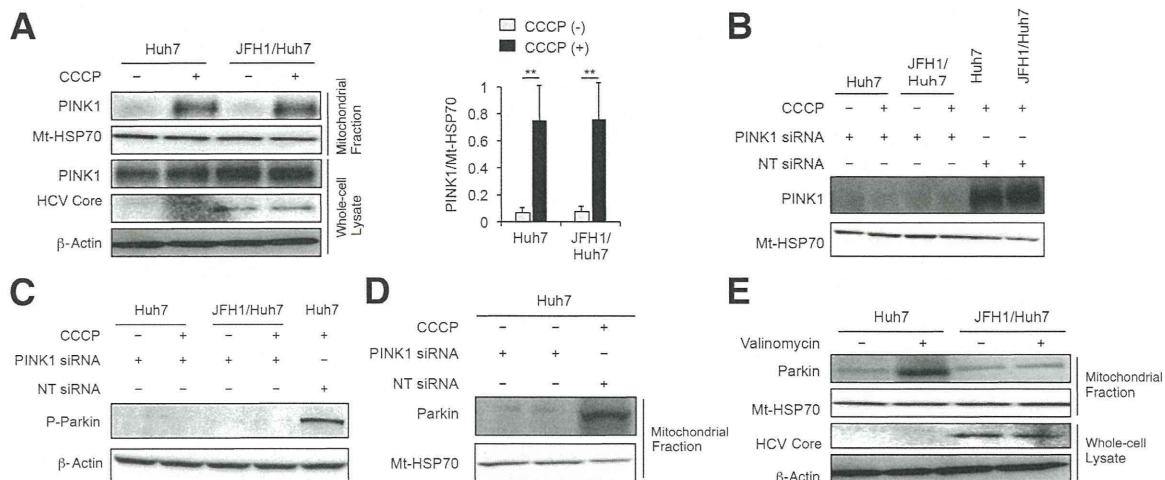 A
Huh7 JFH1/Huh7
CCCP − + − +
PINK1
Mt-HSP70
Mitochondrial
Fraction
PINK1
HCV Core
β-Actin
Whole-cell
Lysate
CCCP (-)
CCCP (+)
** **
PINK1/Mt-HSP70
1
0.8
0.6
0.4
0.2
0
Huh7 JFH1/
Huh7
B
Huh7 JFH1/
Huh7 Huh7 JFH1/Huh7
CCCP − + − + + +
PINK1 siRNA + + + + − −
NT siRNA − − − − + +
PINK1
Mt-HSP70
C
Huh7 JFH1/Huh7 Huh7
CCCP − + − + +
PINK1 siRNA + + + + −
NT siRNA − − − − +
P-Parkin
β-Actin
D
Huh7
CCCP − − +
PINK1 siRNA + + −
NT siRNA − − +
Parkin
Mt-HSP70
Mitochondrial
Fraction
E
Huh7 JFH1/Huh7
Valinomycin − + − +
Parkin
Mt-HSP70
Mitochondrial
Fraction
HCV Core
β-Actin
Whole-cell
Lysate